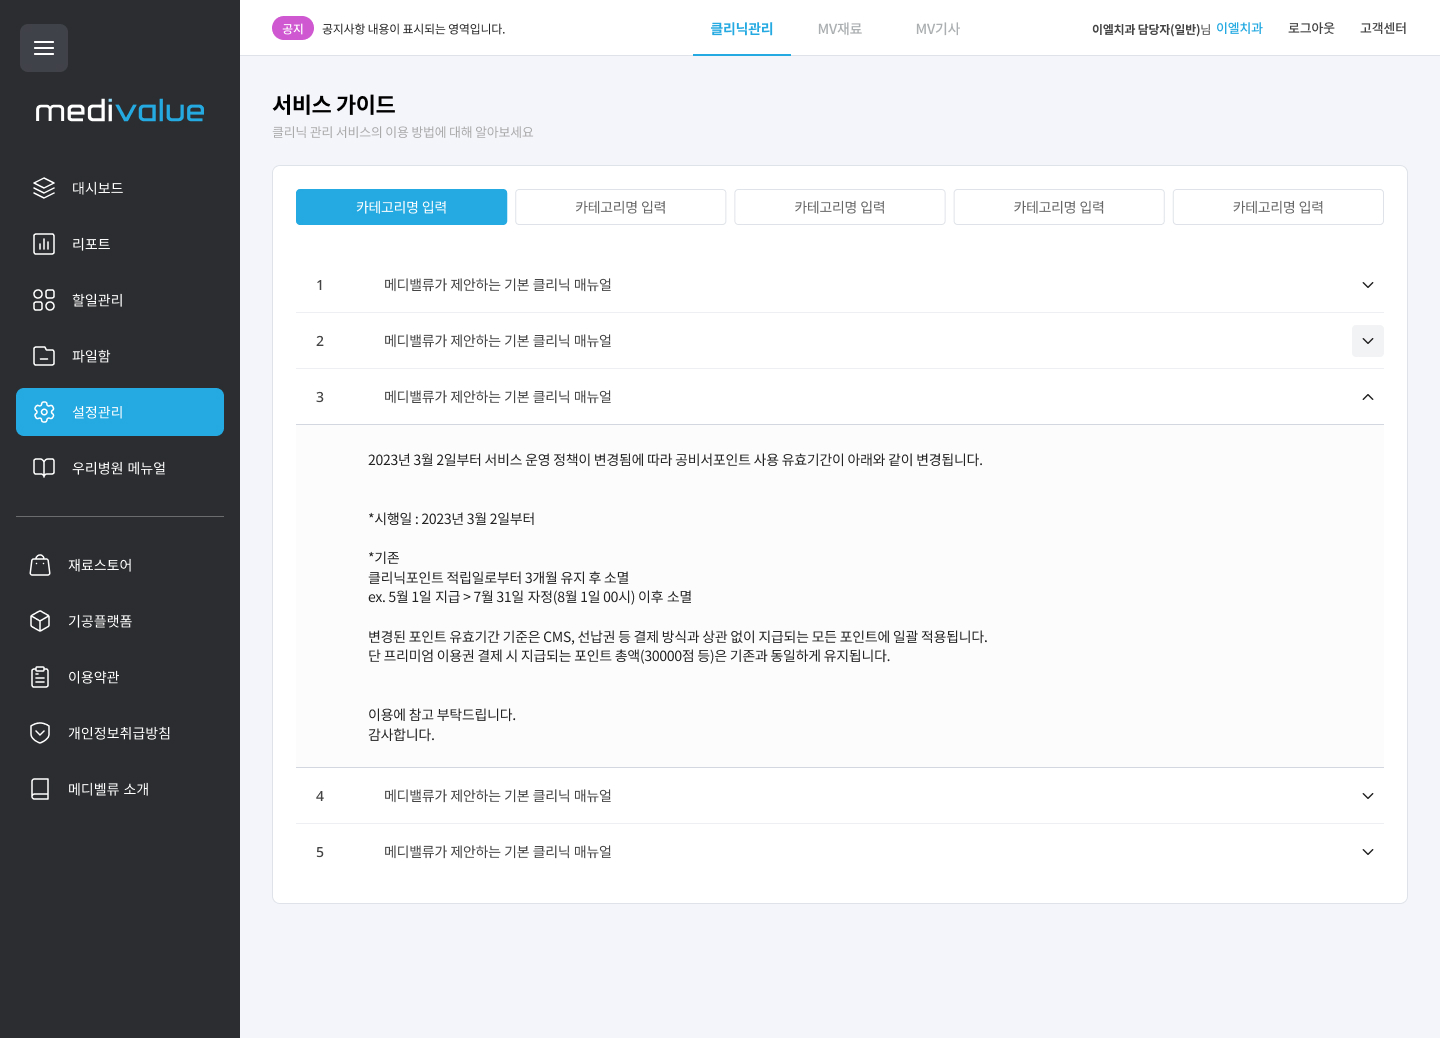 공지 공지사항 내용이 표시되는 영역입니다. 클리닉관리 MV재료 MV기사 이엘치과 담당자(일반)님 이엘치과 로그아웃 고객센터
medivalue
대시보드
리포트
할일관리
파일함
설정관리
우리병원 메뉴얼
재료스토어
기공플랫폼
이용약관
개인정보취급방침
메디벨류 소개
서비스 가이드
클리닉 관리 서비스의 이용 방법에 대해 알아보세요
카테고리명 입력 카테고리명 입력 카테고리명 입력 카테고리명 입력 카테고리명 입력
1 메디밸류가 제안하는 기본 클리닉 매뉴얼
2 메디밸류가 제안하는 기본 클리닉 매뉴얼
3 메디밸류가 제안하는 기본 클리닉 매뉴얼
2023년 3월 2일부터 서비스 운영 정책이 변경됨에 따라 공비서포인트 사용 유효기간이 아래와 같이 변경됩니다.
*시행일 : 2023년 3월 2일부터
*기존
클리닉포인트 적립일로부터 3개월 유지 후 소멸
ex. 5월 1일 지급 > 7월 31일 자정(8월 1일 00시) 이후 소멸
변경된 포인트 유효기간 기준은 CMS, 선납권 등 결제 방식과 상관 없이 지급되는 모든 포인트에 일괄 적용됩니다.
단 프리미엄 이용권 결제 시 지급되는 포인트 총액(30000점 등)은 기존과 동일하게 유지됩니다.
이용에 참고 부탁드립니다.
감사합니다.
4 메디밸류가 제안하는 기본 클리닉 매뉴얼
5 메디밸류가 제안하는 기본 클리닉 매뉴얼